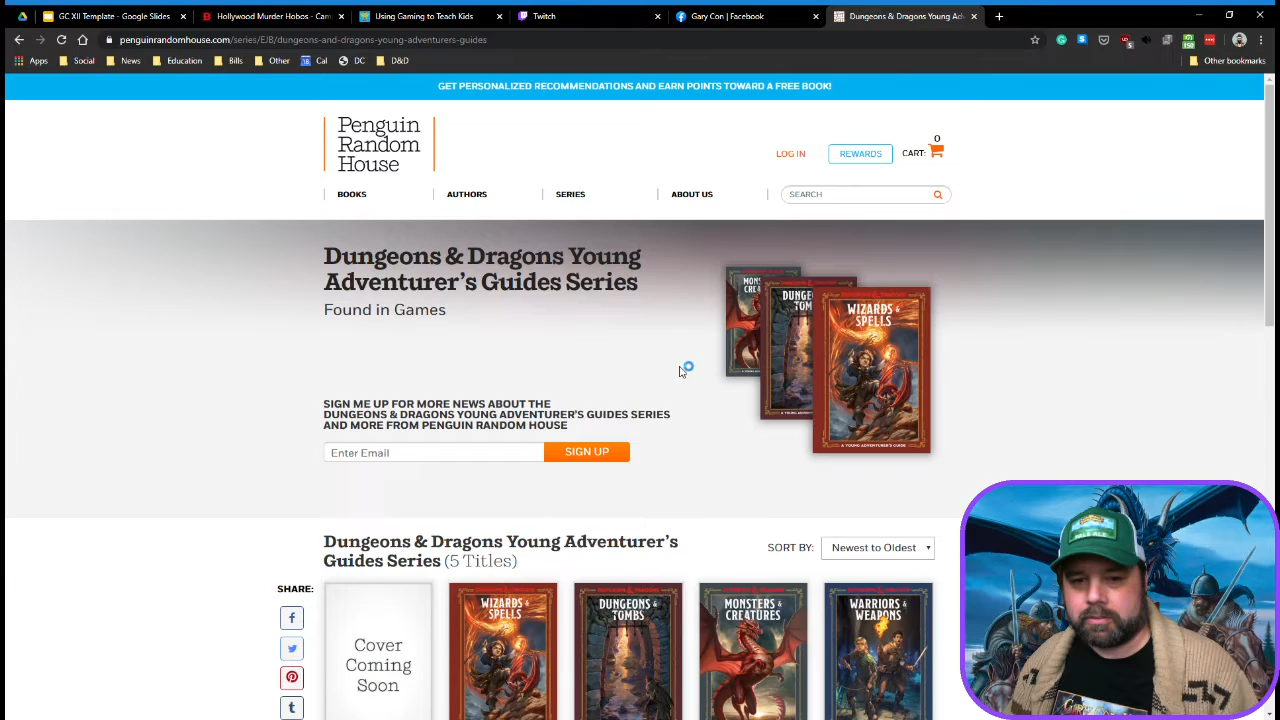 GC XII Template - Google Slides
Hollywood Murder Hobos - Cam
Using Gaming to Teach Kids
Twitch
Gary Con | Facebook
Dungeons & Dragons Young Adv
penguinrandomhouse.com/series/EJB/dungeons-and-dragons-young-adventurers-guides
Apps
Social
News
Education
Bills
Other
Cal
DC
D&D
Other bookmarks
GET PERSONALIZED RECOMMENDATIONS AND EARN POINTS TOWARD A FREE BOOK!
Penguin
Random
House
LOG IN
REWARDS
CART:
0
BOOKS
AUTHORS
SERIES
ABOUT US
SEARCH
Dungeons & Dragons Young
Adventurer's Guides Series
Found in Games
WIZARDS &
SPELLS
A YOUNG ADVENTURER'S GUIDE
SIGN ME UP FOR MORE NEWS ABOUT THE
DUNGEONS & DRAGONS YOUNG ADVENTURER'S GUIDES SERIES
AND MORE FROM PENGUIN RANDOM HOUSE
Enter Email
SIGN UP
Dungeons & Dragons Young Adventurer's
Guides Series (5 Titles)
SORT BY:
Newest to Oldest
SHARE:
Cover
Coming
Soon
WIZARDS &
SPELLS
DUNGEONS &
TOMBS
MONSTERS &
CREATURES
WARRIORS &
WEAPONS
PALE ALE